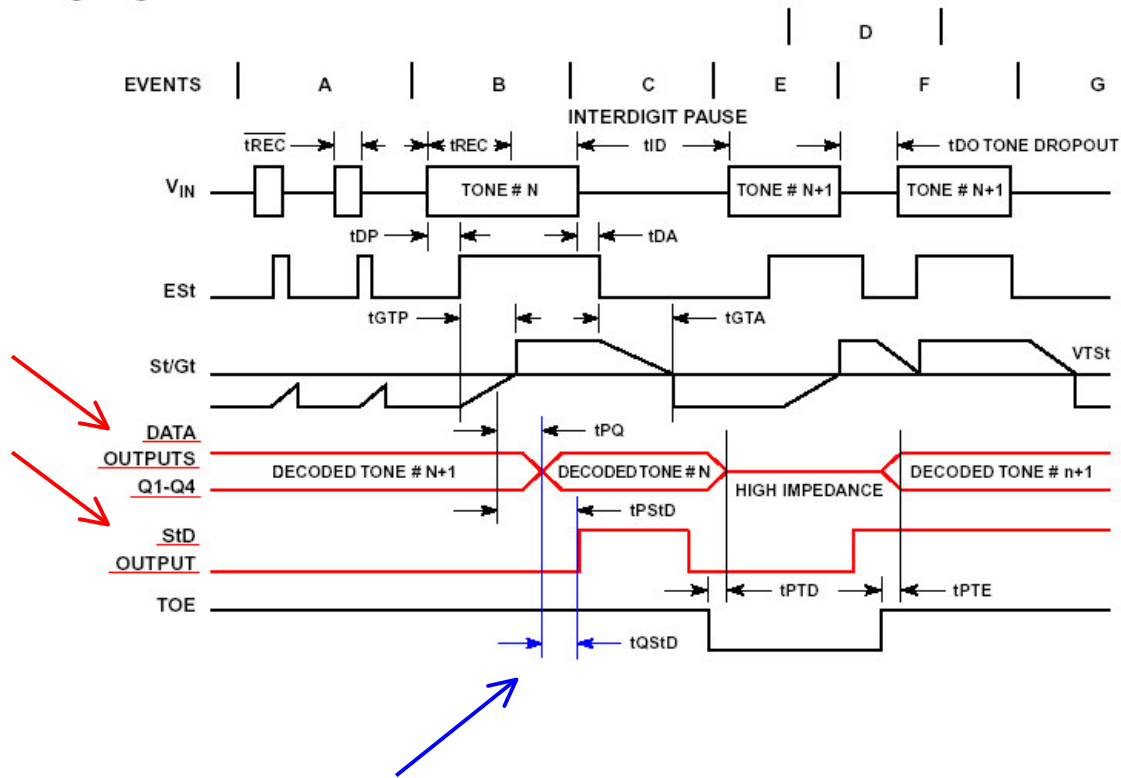 D
EVENTS A B C E F G
INTERDIGIT PAUSE
tREC tREC tID tDO TONE DROPOUT
VIN TONE # N TONE # N+1 TONE # N+1
tDP tDA
ESt
tGTP tGTA
St/Gt VTSt
DATA tPQ
OUTPUTS DECODED TONE # N+1 DECODED TONE # N DECODED TONE # n+1
Q1-Q4 HIGH IMPEDANCE
tPStD
StD
OUTPUT
tPTD tPTE
TOE
tQStD